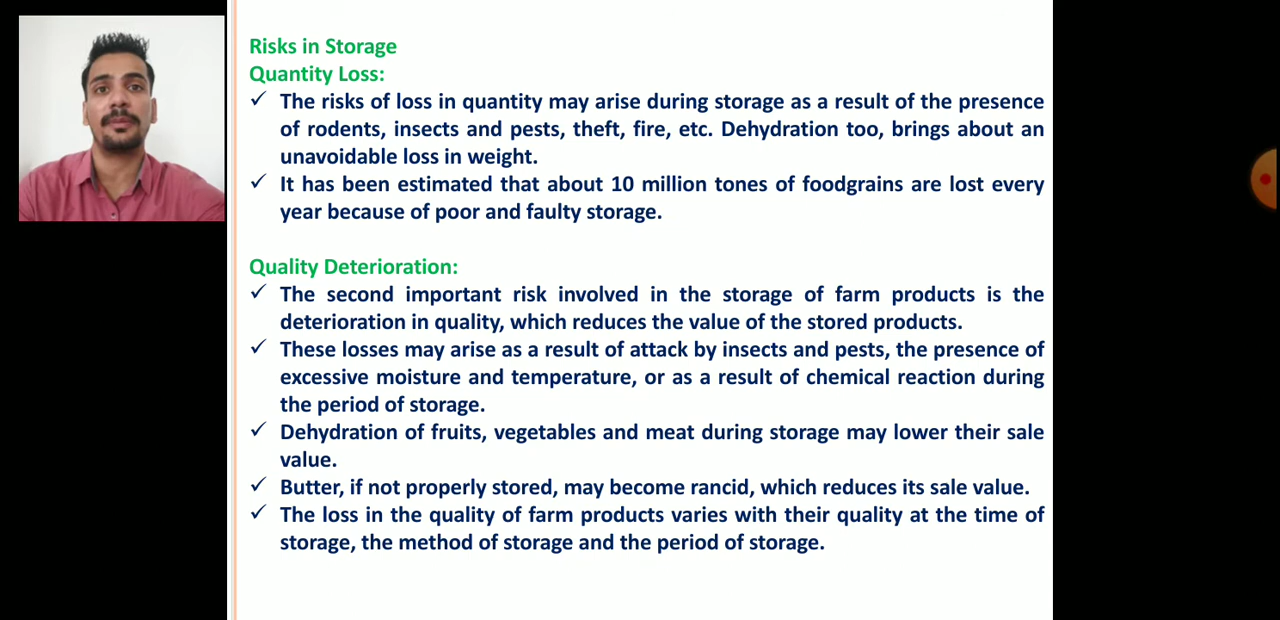 Risks in Storage
Quantity Loss:
✓ The risks of loss in quantity may arise during storage as a result of the presence
of rodents, insects and pests, theft, fire, etc. Dehydration too, brings about an
unavoidable loss in weight.
✓ It has been estimated that about 10 million tones of foodgrains are lost every
year because of poor and faulty storage.
Quality Deterioration:
✓ The second important risk involved in the storage of farm products is the
deterioration in quality, which reduces the value of the stored products.
✓ These losses may arise as a result of attack by insects and pests, the presence of
excessive moisture and temperature, or as a result of chemical reaction during
the period of storage.
✓ Dehydration of fruits, vegetables and meat during storage may lower their sale
value.
✓ Butter, if not properly stored, may become rancid, which reduces its sale value.
✓ The loss in the quality of farm products varies with their quality at the time of
storage, the method of storage and the period of storage.